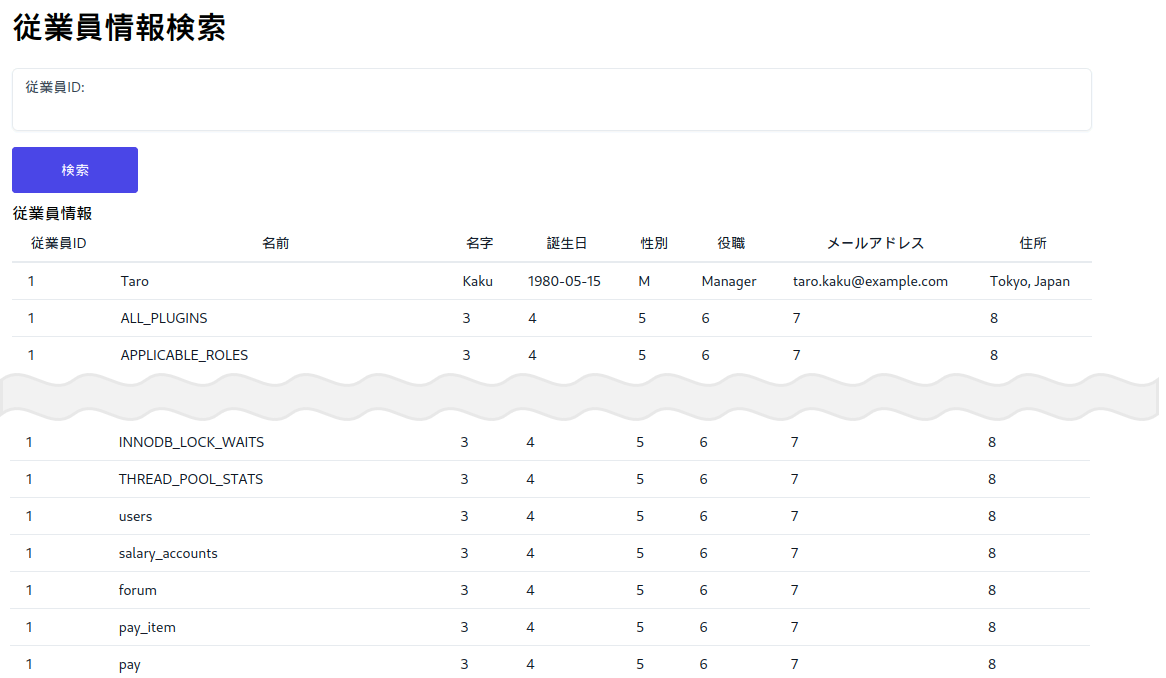 従業員情報検索
従業員ID:
検索
従業員情報
従業員ID 名前 名字 誕生日 性別 役職 メールアドレス 住所
1 Taro Kaku 1980-05-15 M Manager taro.kaku@example.com Tokyo, Japan
1 ALL_PLUGINS 3 4 5 6 7 8
1 APPLICABLE_ROLES 3 4 5 6 7 8
1 INNODB_LOCK_WAITS 3 4 5 6 7 8
1 THREAD_POOL_STATS 3 4 5 6 7 8
1 users 3 4 5 6 7 8
1 salary_accounts 3 4 5 6 7 8
1 forum 3 4 5 6 7 8
1 pay_item 3 4 5 6 7 8
1 pay 3 4 5 6 7 8